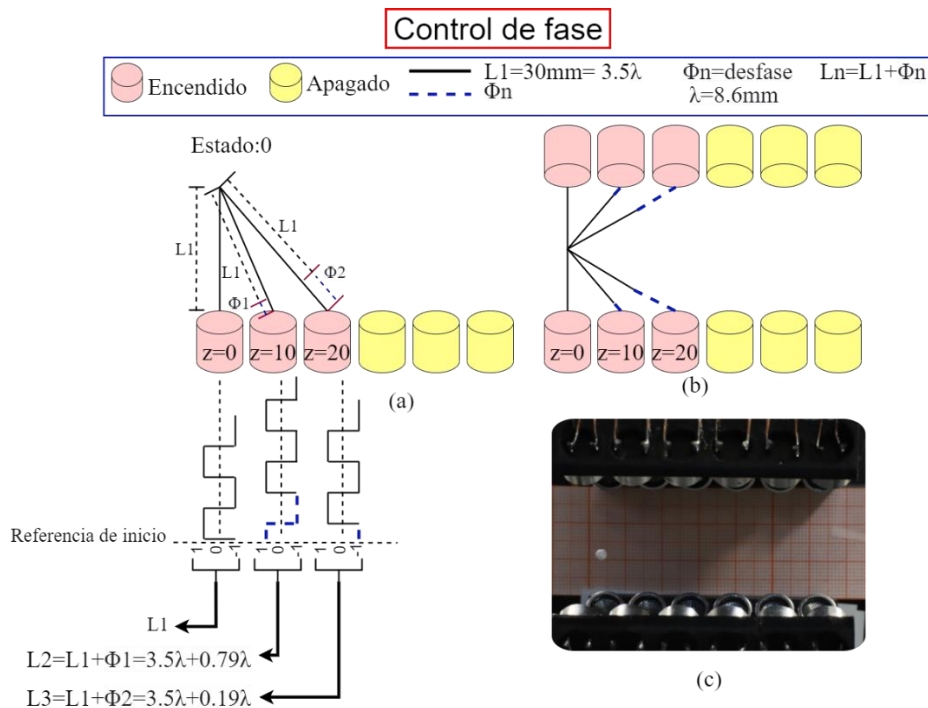 Control de fase
Encendido
Apagado
L1=30mm= 3.5λ
Φn
Φn=desfase
λ=8.6mm
Ln=L1+Φn
Estado:0
L1
L1
L1
Φ1
Φ2
z=0
z=10
z=20
(a)
z=0
z=10
z=20
(b)
Referencia de inicio
1 0 -1
1 0 -1
1 0 -1
L1
L2=L1+Φ1=3.5λ+0.79λ
L3=L1+Φ2=3.5λ+0.19λ
(c)